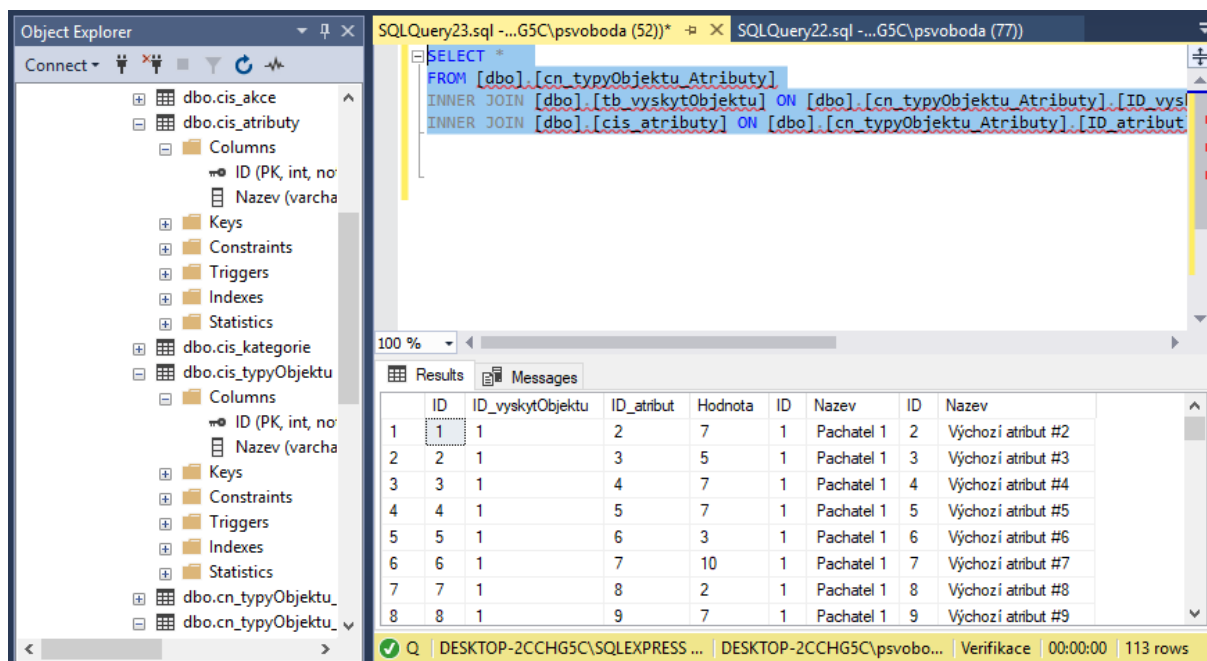 Object Explorer
Connect
dbo.cis_akce
dbo.cis_atributy
Columns
ID (PK, int, no
Nazev (varcha
Keys
Constraints
Triggers
Indexes
Statistics
dbo.cis_kategorie
dbo.cis_typyObjektu
Columns
ID (PK, int, no
Nazev (varcha
Keys
Constraints
Triggers
Indexes
Statistics
dbo.cn_typyObjektu_
dbo.cn_typyObjektu_
SQLQuery23.sql -...G5C\psvoboda (52))* SQLQuery22.sql -...G5C\psvoboda (77))
SELECT *
FROM [dbo].[cn_typyObjektu_Atributy]
INNER JOIN [dbo].[tb_vyskytObjektu] ON [dbo].[cn_typyObjektu_Atributy].[ID_vys
INNER JOIN [dbo].[cis_atributy] ON [dbo].[cn_typyObjektu_Atributy].[ID_atribut
100 %
Results Messages
ID ID_vyskytObjektu ID_atribut Hodnota ID Nazev ID Nazev
1 1 1 2 7 1 Pachatel 1 2 Výchozí atribut #2
2 2 1 3 5 1 Pachatel 1 3 Výchozí atribut #3
3 3 1 4 7 1 Pachatel 1 4 Výchozí atribut #4
4 4 1 5 7 1 Pachatel 1 5 Výchozí atribut #5
5 5 1 6 3 1 Pachatel 1 6 Výchozí atribut #6
6 6 1 7 10 1 Pachatel 1 7 Výchozí atribut #7
7 7 1 8 2 1 Pachatel 1 8 Výchozí atribut #8
8 8 1 9 7 1 Pachatel 1 9 Výchozí atribut #9
Q DESKTOP-2CCHG5C\SQLEXPRESS ... DESKTOP-2CCHG5C\psvobo... Verifikace 00:00:00 113 rows